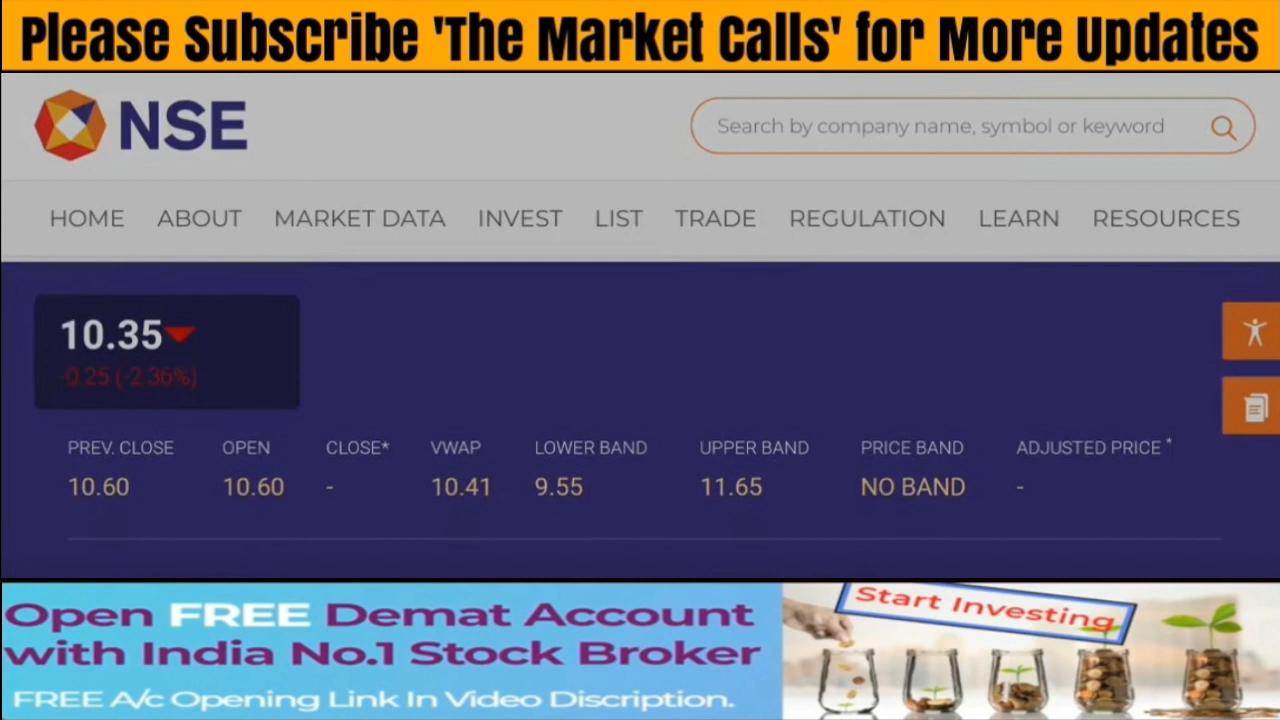 Please Subscribe 'The Market Calls' for More Updates
NSE
Search by company name, symbol or keyword
HOME ABOUT MARKET DATA INVEST LIST TRADE REGULATION LEARN RESOURCES
10.35
-0.25 (-2.36%)
PREV. CLOSE OPEN CLOSE* VWAP LOWER BAND UPPER BAND PRICE BAND ADJUSTED PRICE *
10.60 10.60 - 10.41 9.55 11.65 NO BAND -
Open FREE Demat Account
with India No.1 Stock Broker
FREE A/c Opening Link In Video Discription.
Start Investing